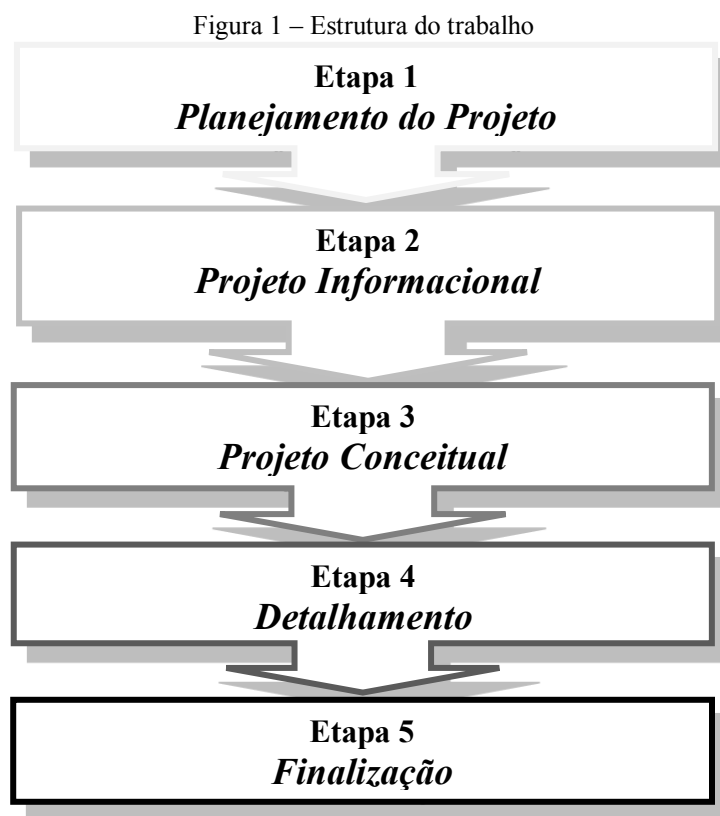 Figura 1 – Estrutura do trabalho
Etapa 1
Planejamento do Projeto
Etapa 2
Projeto Informacional
Etapa 3
Projeto Conceitual
Etapa 4
Detalhamento
Etapa 5
Finalização